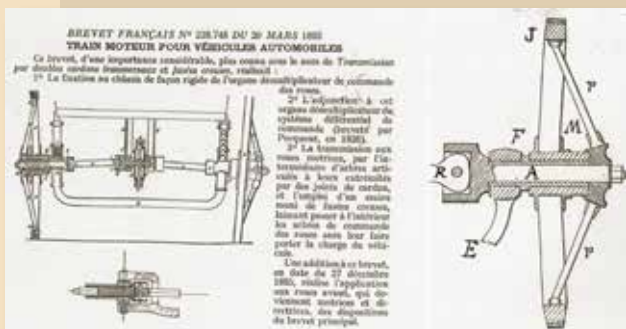 BREVET FRANÇAIS N° 228.748 DU 20 MARS 1893
TRAIN MOTEUR POUR VÉHICULES AUTOMOBILES
Ce brevet, d'une importance considérable, plus connu sous le nom de Transmission
par doubles cardans transversaux et fusées creuses, réalisait :
1° La fixation au châssis de façon rigide de l'organe démultiplicateur de commande
des roues.
2° L'adjonction à cet
organe démultiplicateur du
système différentiel de
commande (breveté par
Pecqueur, en 1828).
3° La transmission aux
roues motrices, par l'in-
termédiaire d'arbres arti-
culés à leurs extrémités
par des joints de cardan,
et l'emploi d'un essieu
muni de fusées creuses,
laissant passer à l'intérieur
les arbres de commande
des roues sans leur faire
porter la charge du véhi-
cule.
Une addition à ce brevet,
en date du 27 décembre
1893, réalise l'application
aux roues avant, qui de-
viennent motrices et di-
rectrices, des dispositions
du brevet principal.
J
r
F
M
R
A
E
r